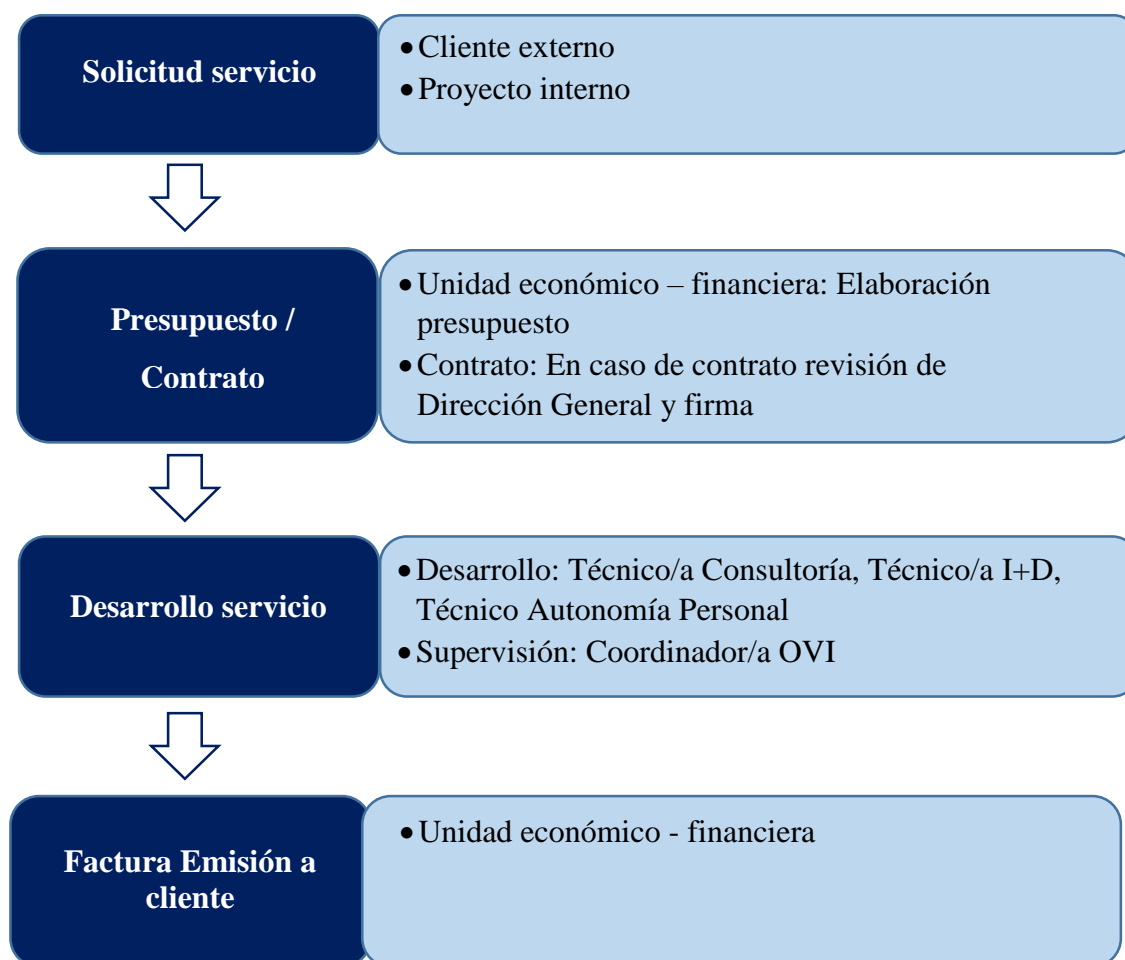 Solicitud servicio
• Cliente externo
• Proyecto interno
Presupuesto /
Contrato
• Unidad económico – financiera: Elaboración
presupuesto
• Contrato: En caso de contrato revisión de
Dirección General y firma
Desarrollo servicio
• Desarrollo: Técnico/a Consultoría, Técnico/a I+D,
Técnico Autonomía Personal
• Supervisión: Coordinador/a OVI
Factura Emisión a
cliente
• Unidad económico - financiera